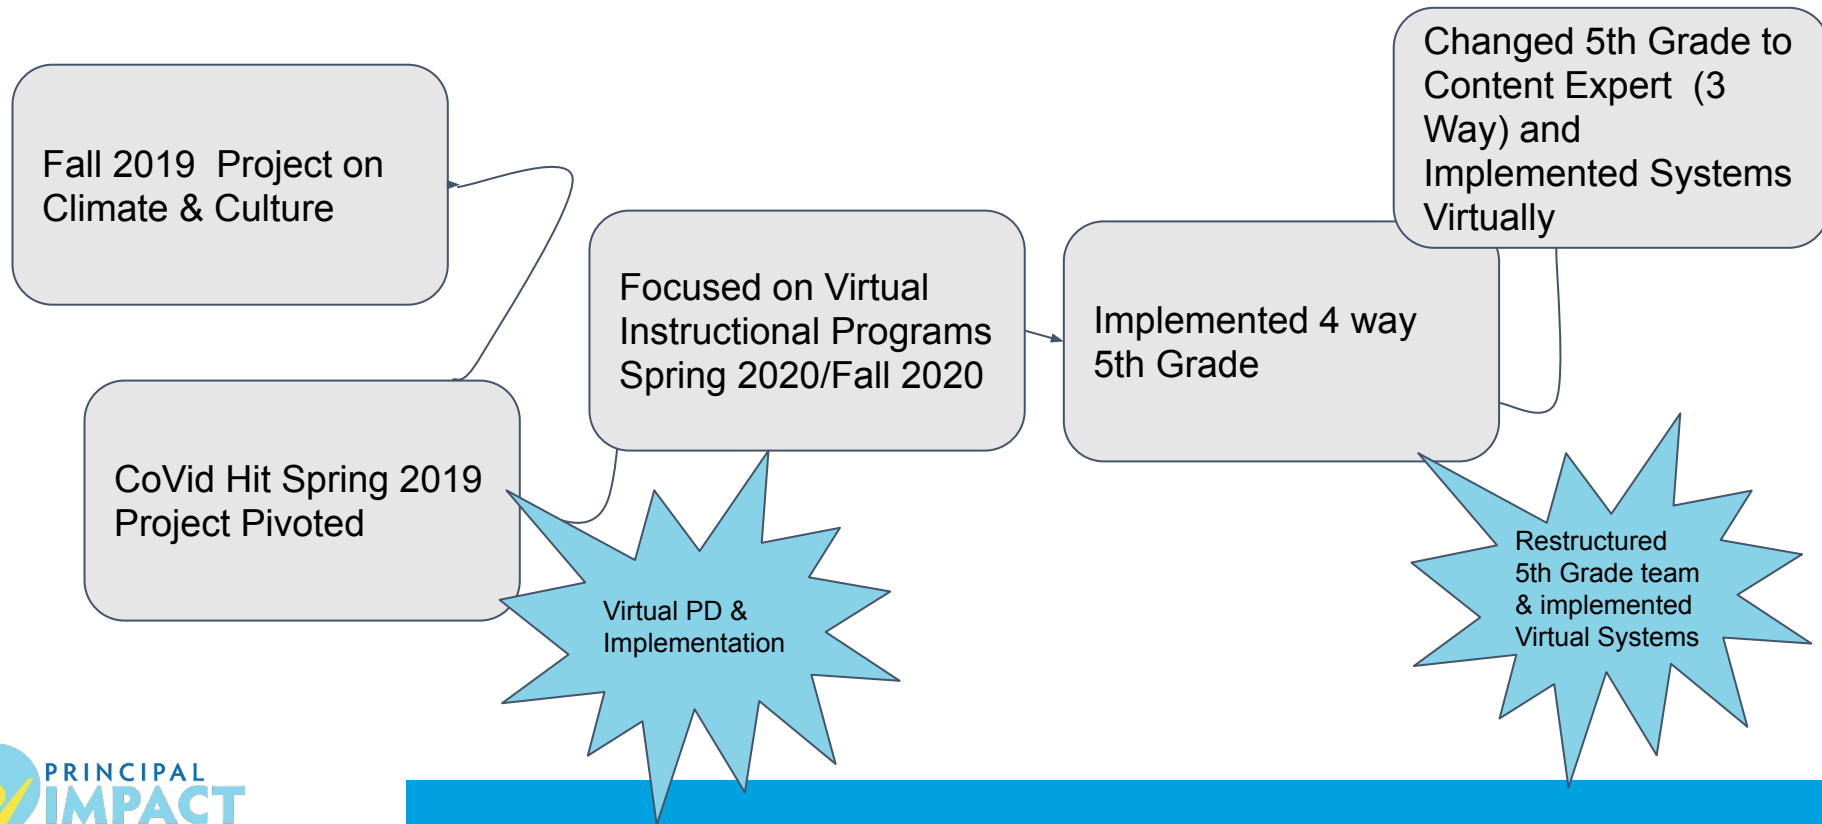 Fall 2019  Project on
Climate & Culture
CoVid Hit Spring 2019
Project Pivoted
Focused on Virtual
Instructional Programs
Spring 2020/Fall 2020
Implemented 4 way
5th Grade
Changed 5th Grade to
Content Expert  (3
Way) and
Implemented Systems
Virtually
Virtual PD &
Implementation
Restructured
5th Grade team
& implemented
Virtual Systems
PRINCIPAL
IMPACT